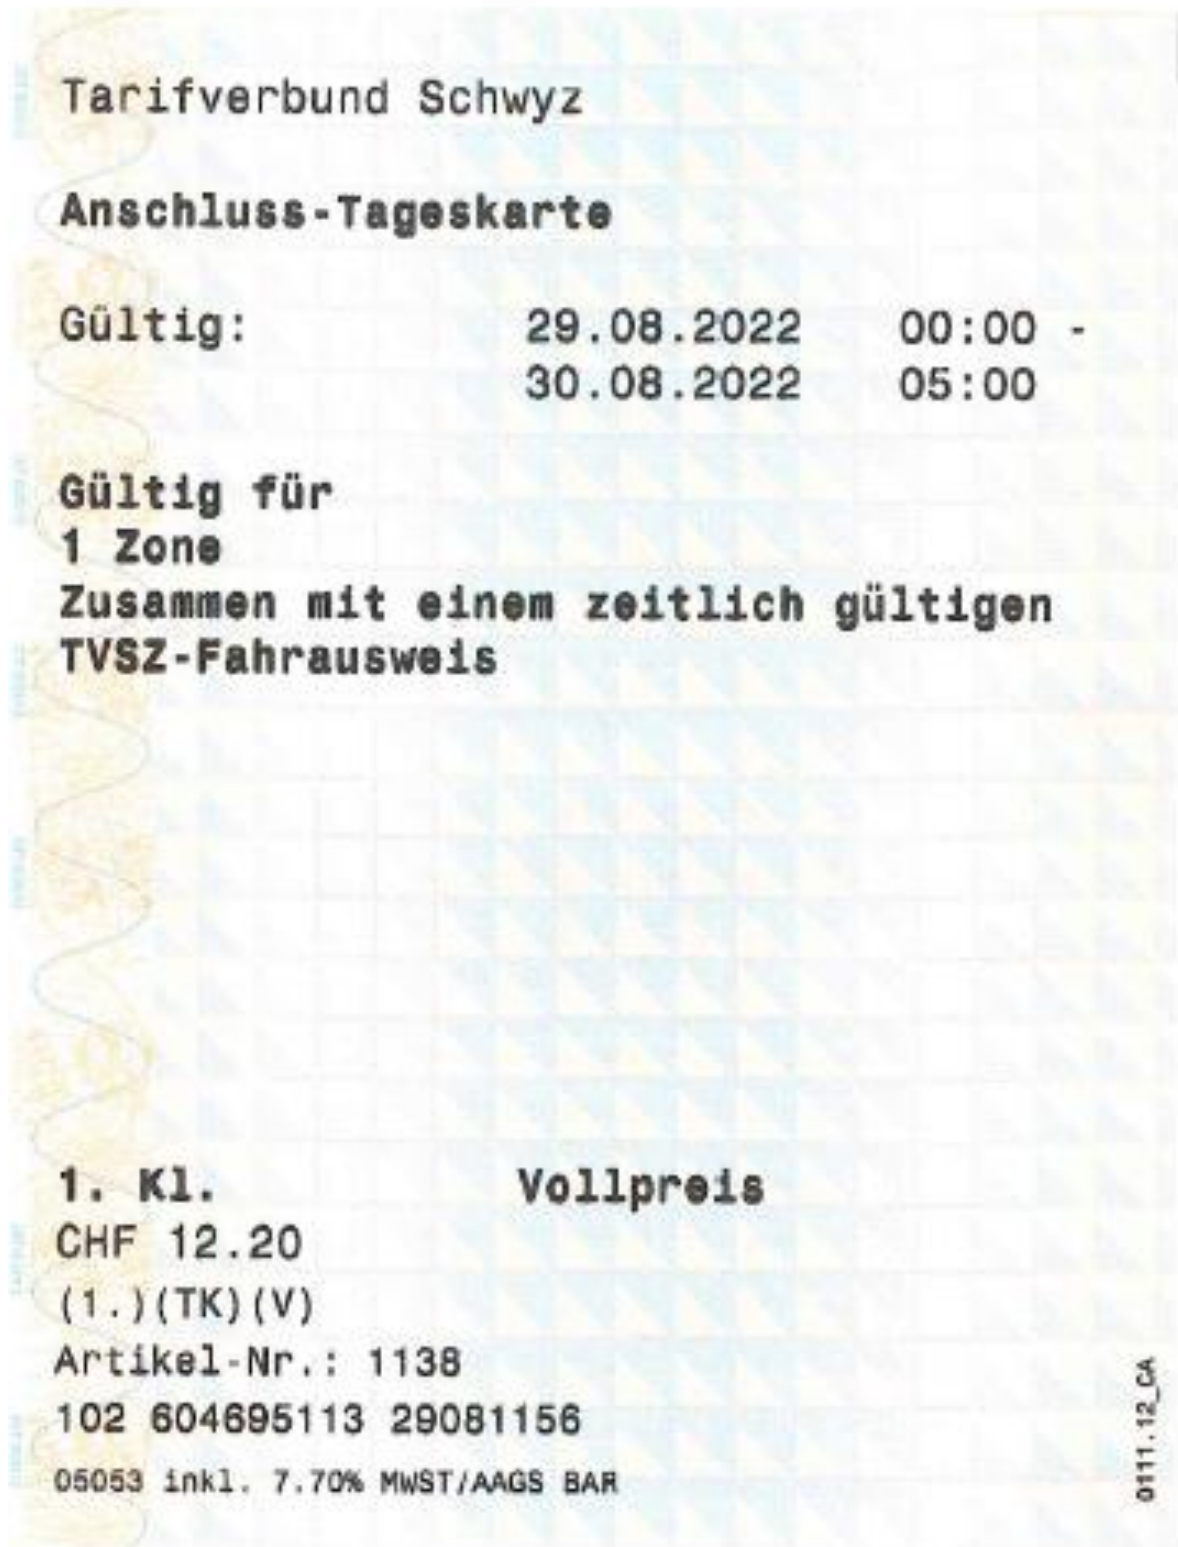 Tarifverbund Schwyz
Anschluss-Tageskarte
Gültig: 29.08.2022 00:00 -
30.08.2022 05:00
Gültig für
1 Zone
Zusammen mit einem zeitlich gültigen
TVSZ-Fahrausweis
1. Kl. Vollpreis
CHF 12.20
(1.)(TK)(V)
Artikel-Nr.: 1138
102 604695113 29081156
05053 inkl. 7.70% MWST/AAGS BAR
0111.12_CA